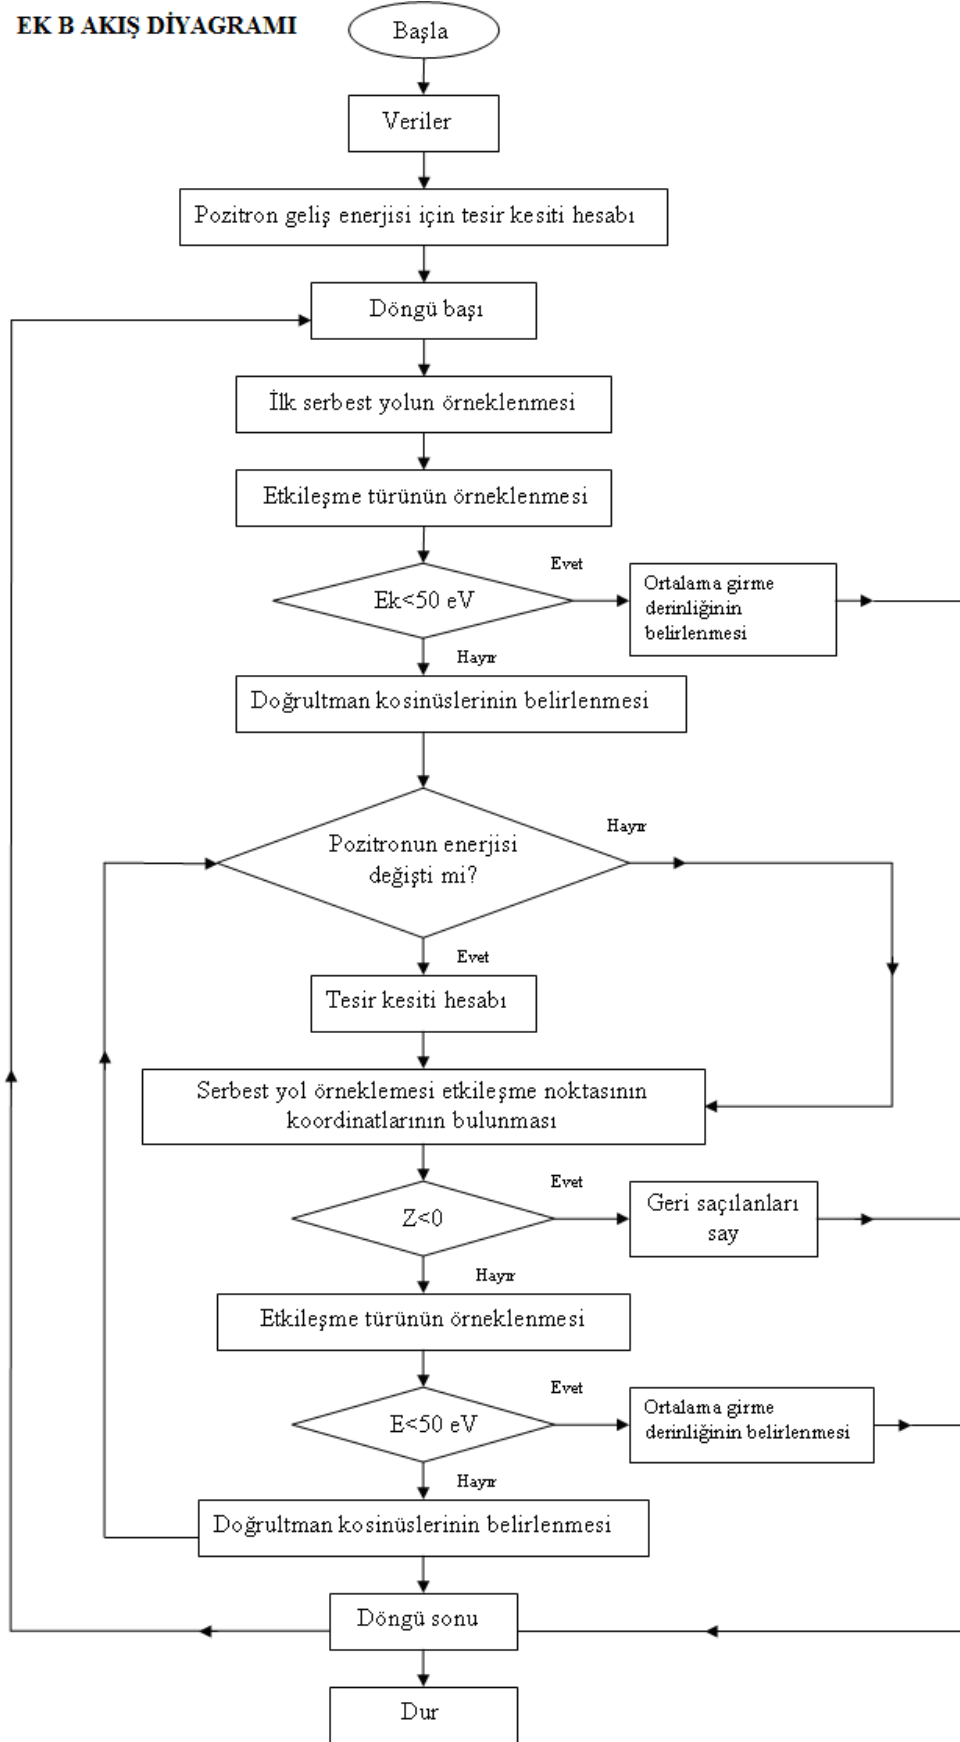 EK B AKIŞ DİYAGRAMI
Başla
Veriler
Pozitron geliş enerjisi için tesir kesiti hesabı
Döngü başı
İlk serbest yolun örneklenmesi
Etkileşme türünün örneklenmesi
Ek<50 eV
Evet
Ortalama girme
derinliğinin
belirlenmesi
Hayır
Doğrultman kosinüslerinin belirlenmesi
Pozitronun enerjisi
değişti mi?
Hayır
Evet
Tesir kesiti hesabı
Serbest yol örneklemesi etkileşme noktasının
koordinatlarının bulunması
Z<0
Evet
Geri saçılanları
say
Hayır
Etkileşme türünün örneklenmesi
E<50 eV
Evet
Ortalama girme
derinliğinin belirlenmesi
Hayır
Doğrultman kosinüslerinin belirlenmesi
Döngü sonu
Dur